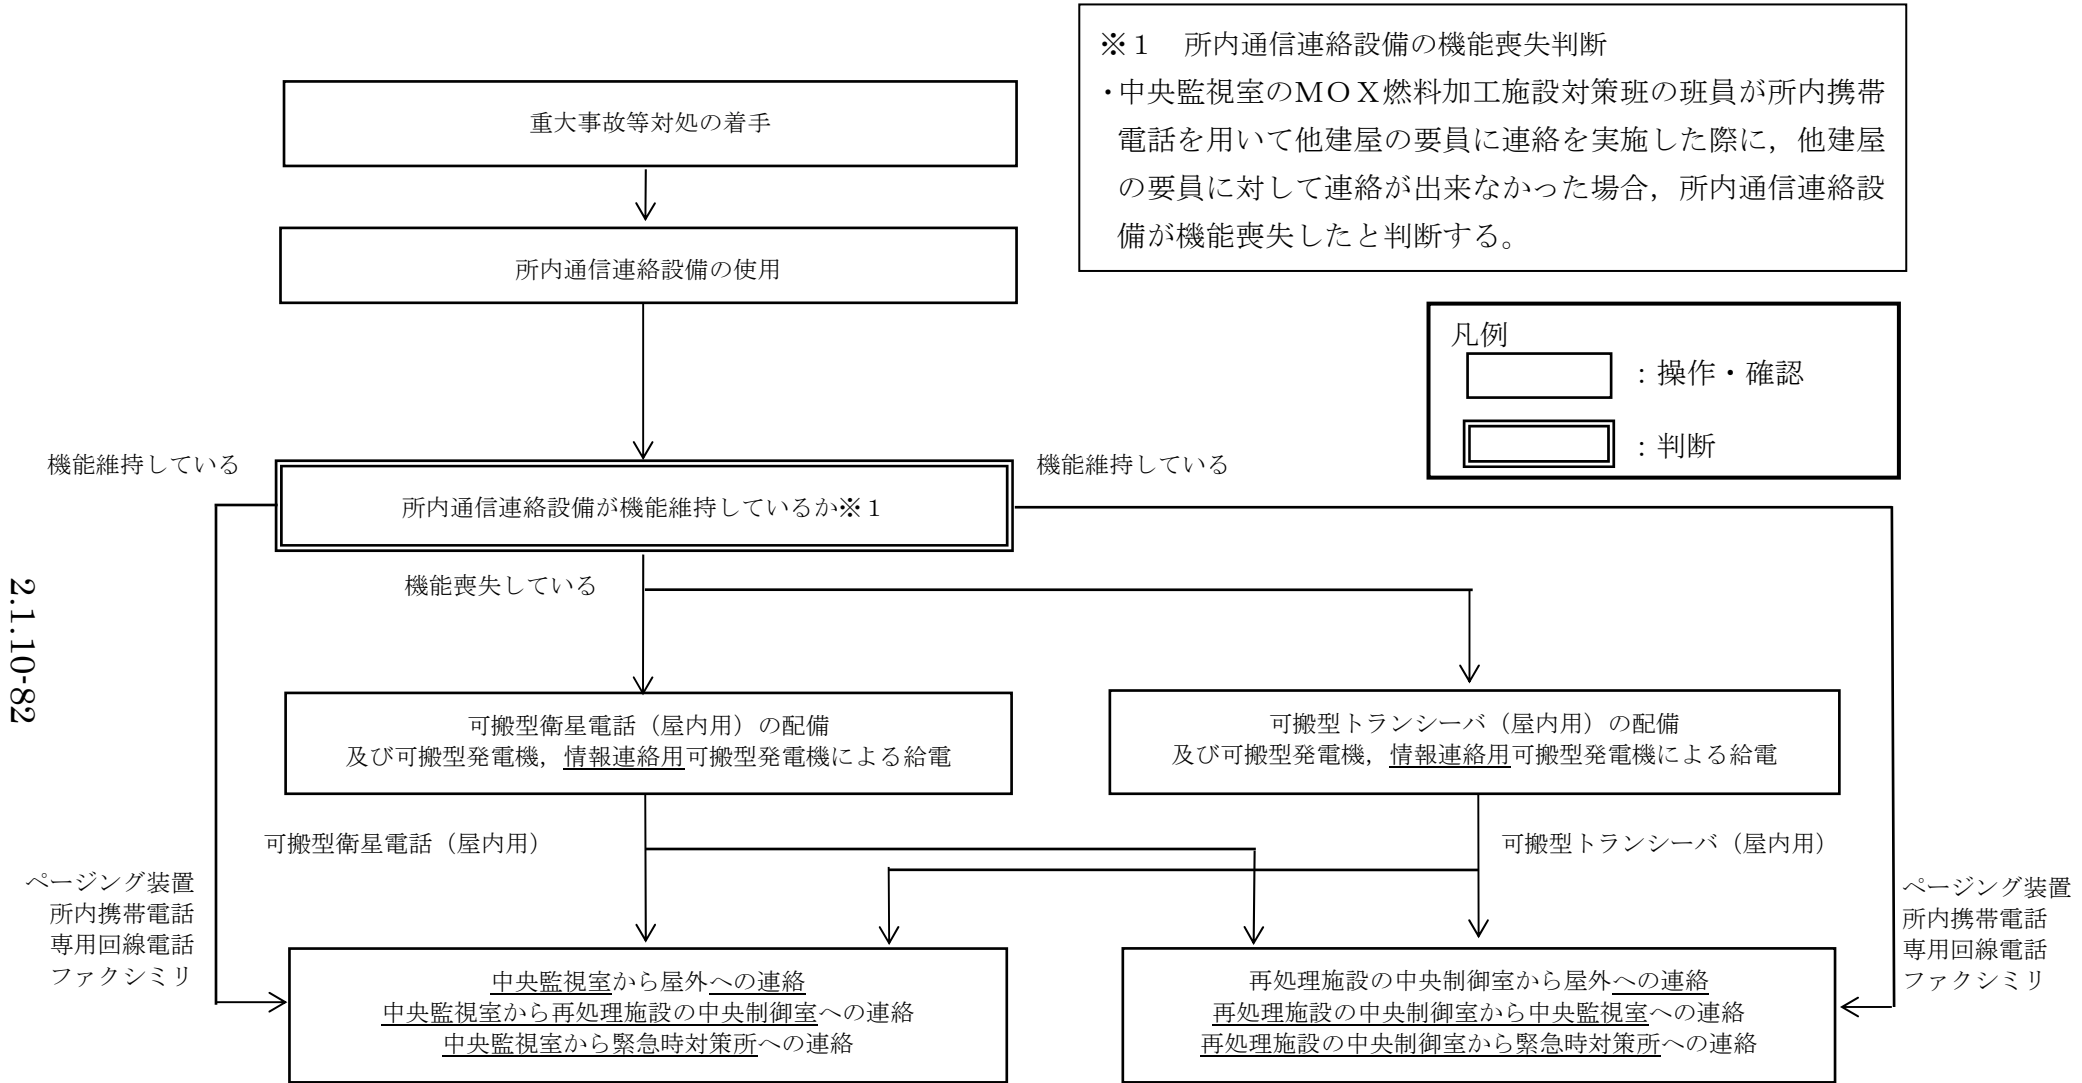 ※１　所内通信連絡設備の機能喪失判断
・中央監視室のＭＯＸ燃料加工施設対策班の班員が所内携帯
電話を用いて他建屋の要員に連絡を実施した際に，他建屋
の要員に対して連絡が出来なかった場合，所内通信連絡設
備が機能喪失したと判断する。
重大事故等対処の着手
所内通信連絡設備の使用
凡例
：操作・確認
：判断
機能維持している
機能維持している
所内通信連絡設備が機能維持しているか※１
機能喪失している
可搬型衛星電話（屋内用）の配備
及び可搬型発電機，情報連絡用可搬型発電機による給電
可搬型トランシーバ（屋内用）の配備
及び可搬型発電機，情報連絡用可搬型発電機による給電
可搬型衛星電話（屋内用）
可搬型トランシーバ（屋内用）
ページング装置
所内携帯電話
専用回線電話
ファクシミリ
ページング装置
所内携帯電話
専用回線電話
ファクシミリ
中央監視室から屋外への連絡
中央監視室から再処理施設の中央制御室への連絡
中央監視室から緊急時対策所への連絡
再処理施設の中央制御室から屋外への連絡
再処理施設の中央制御室から中央監視室への連絡
再処理施設の中央制御室から緊急時対策所への連絡
2.1.10-82